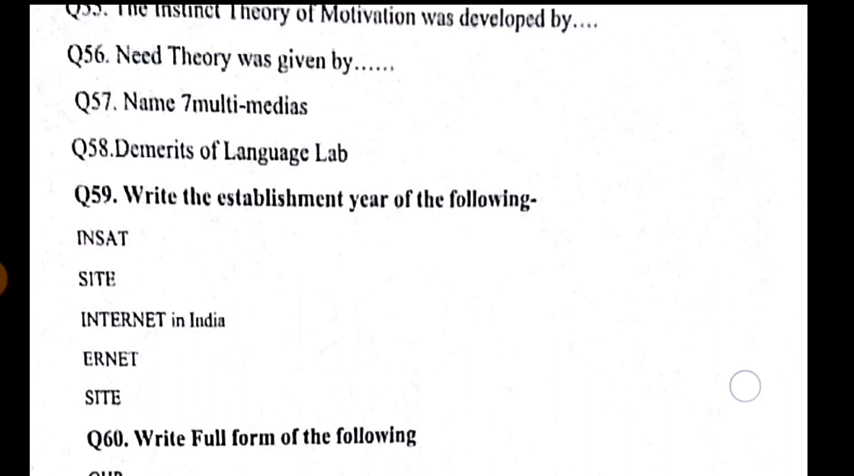 Q55. The Instinct Theory of Motivation was developed by....
Q56. Need Theory was given by......
Q57. Name 7multi-medias
Q58.Demerits of Language Lab
Q59. Write the establishment year of the following-
INSAT
SITE
INTERNET in India
ERNET
SITE
Q60. Write Full form of the following